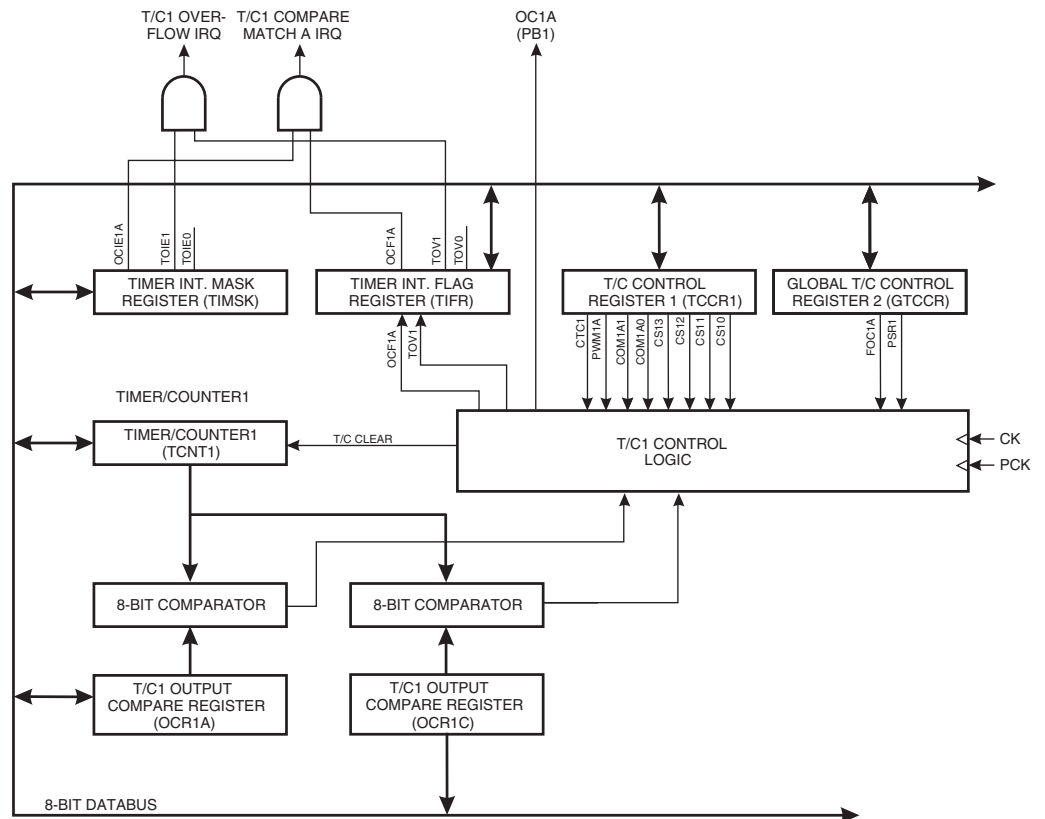 T/C1 OVER-
FLOW IRQ
T/C1 COMPARE
MATCH A IRQ
OC1A
(PB1)
OCIE1A
TOIE1
TOIE0
OCF1A
TOV1
TOV0
TIMER INT. MASK
REGISTER (TIMSK)
TIMER INT. FLAG
REGISTER (TIFR)
T/C CONTROL
REGISTER 1 (TCCR1)
GLOBAL T/C CONTROL
REGISTER 2 (GTCCR)
OCF1A
TOV1
CTC1
PWM1A
COM1A1
COM1A0
CS13
CS12
CS11
CS10
FOC1A
PSR1
TIMER/COUNTER1
TIMER/COUNTER1
(TCNT1)
T/C CLEAR
T/C1 CONTROL
LOGIC
CK
PCK
8-BIT COMPARATOR
8-BIT COMPARATOR
T/C1 OUTPUT
COMPARE REGISTER
(OCR1A)
T/C1 OUTPUT
COMPARE REGISTER
(OCR1C)
8-BIT DATABUS